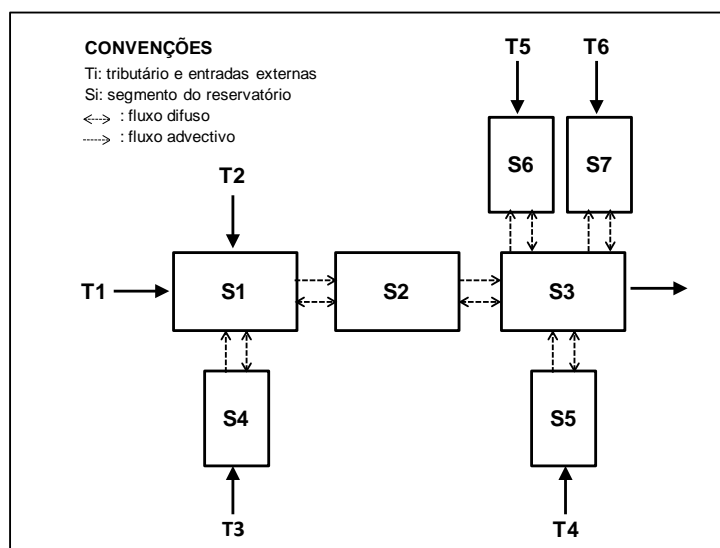 CONVENÇÕES
Ti: tributário e entradas externas
Si: segmento do reservatório
: fluxo difuso
: fluxo advectivo
T5
T6
S6
S7
T2
T1
S1
S2
S3
S4
S5
T3
T4